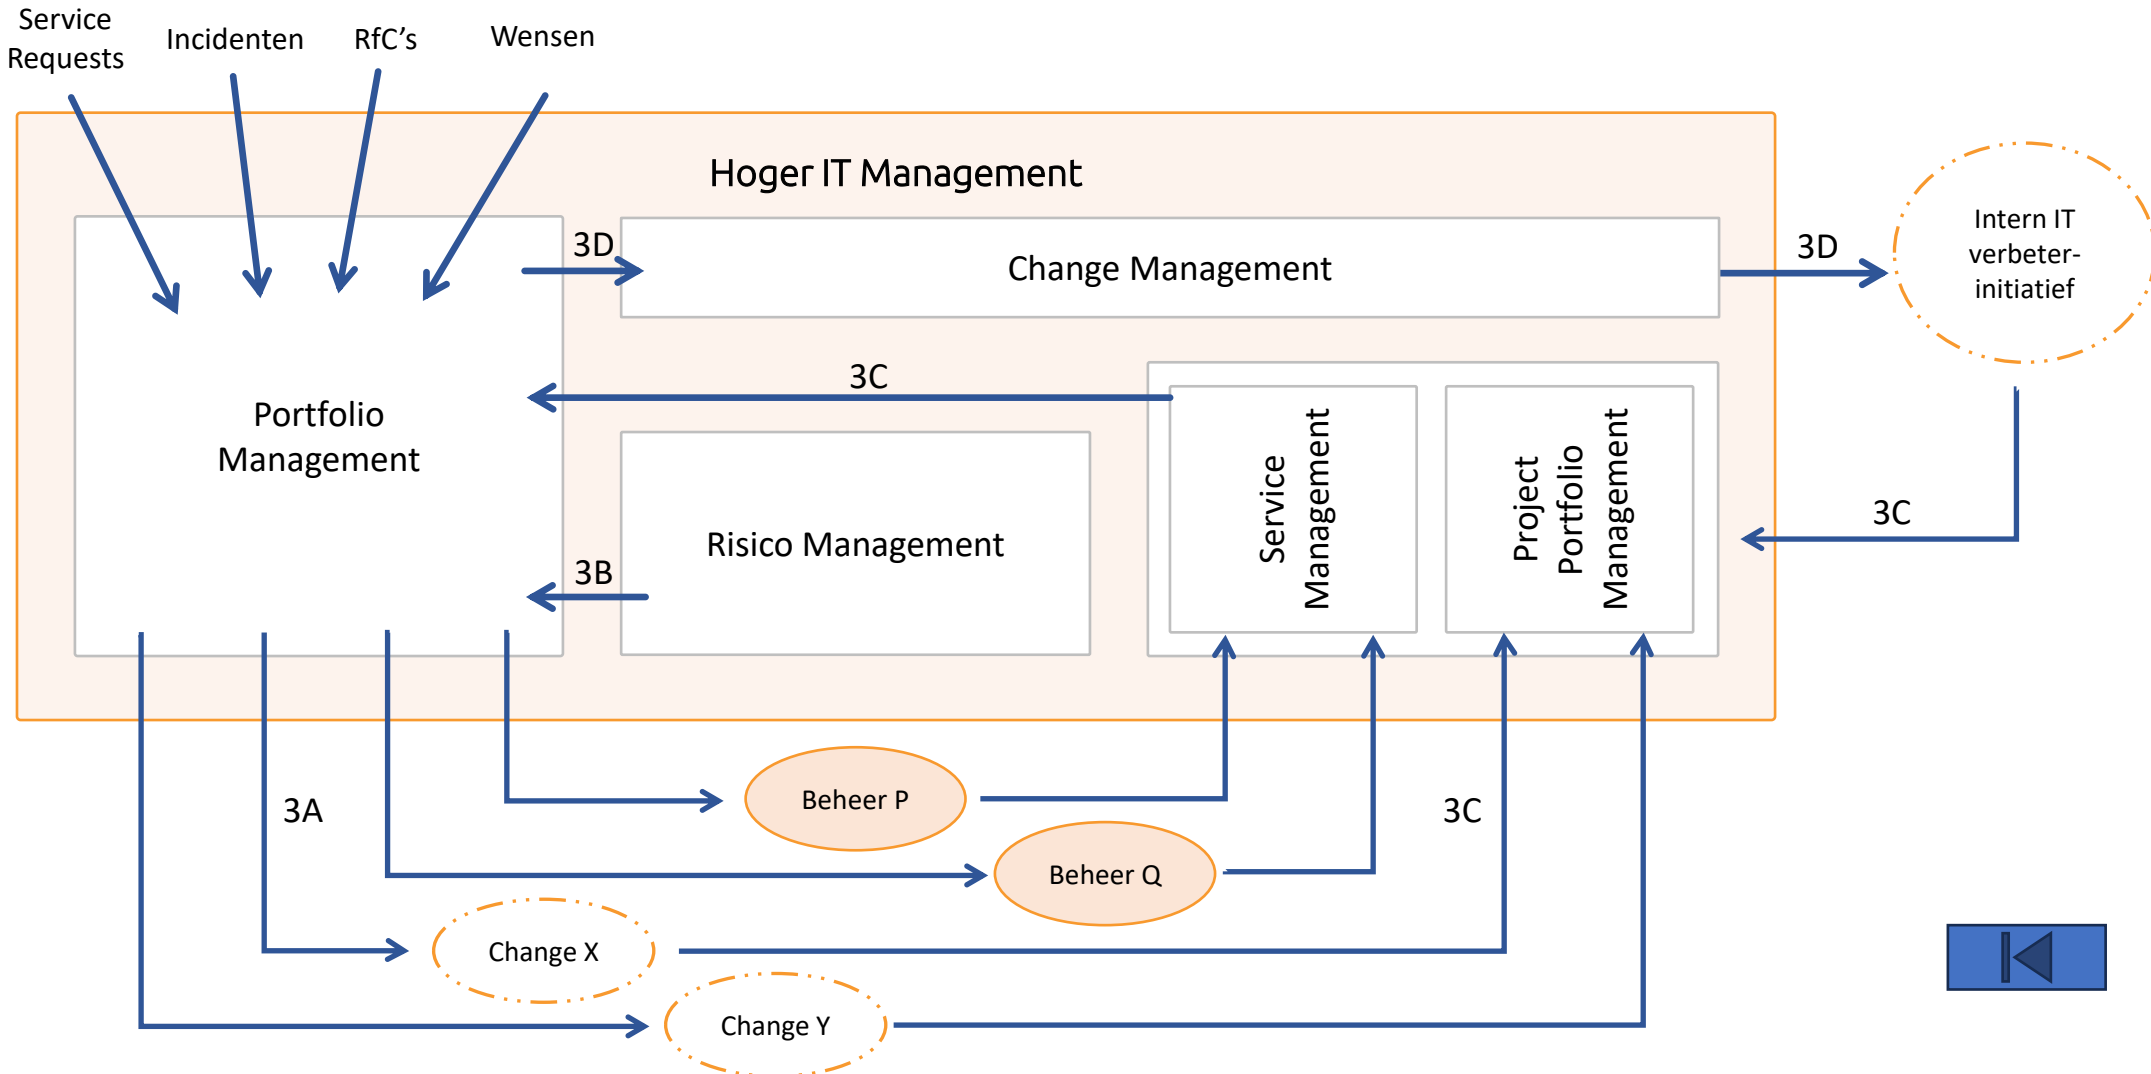 Service
Requests
Incidenten
RfC's
Wensen
Hoger IT Management
3D
Change Management
3D
Intern IT
verbeter-
initiatief
3C
Portfolio
Management
Service
Management
Project
Portfolio
Management
Risico Management
3B
3C
3A
Beheer P
3C
Beheer Q
Change X
Change Y